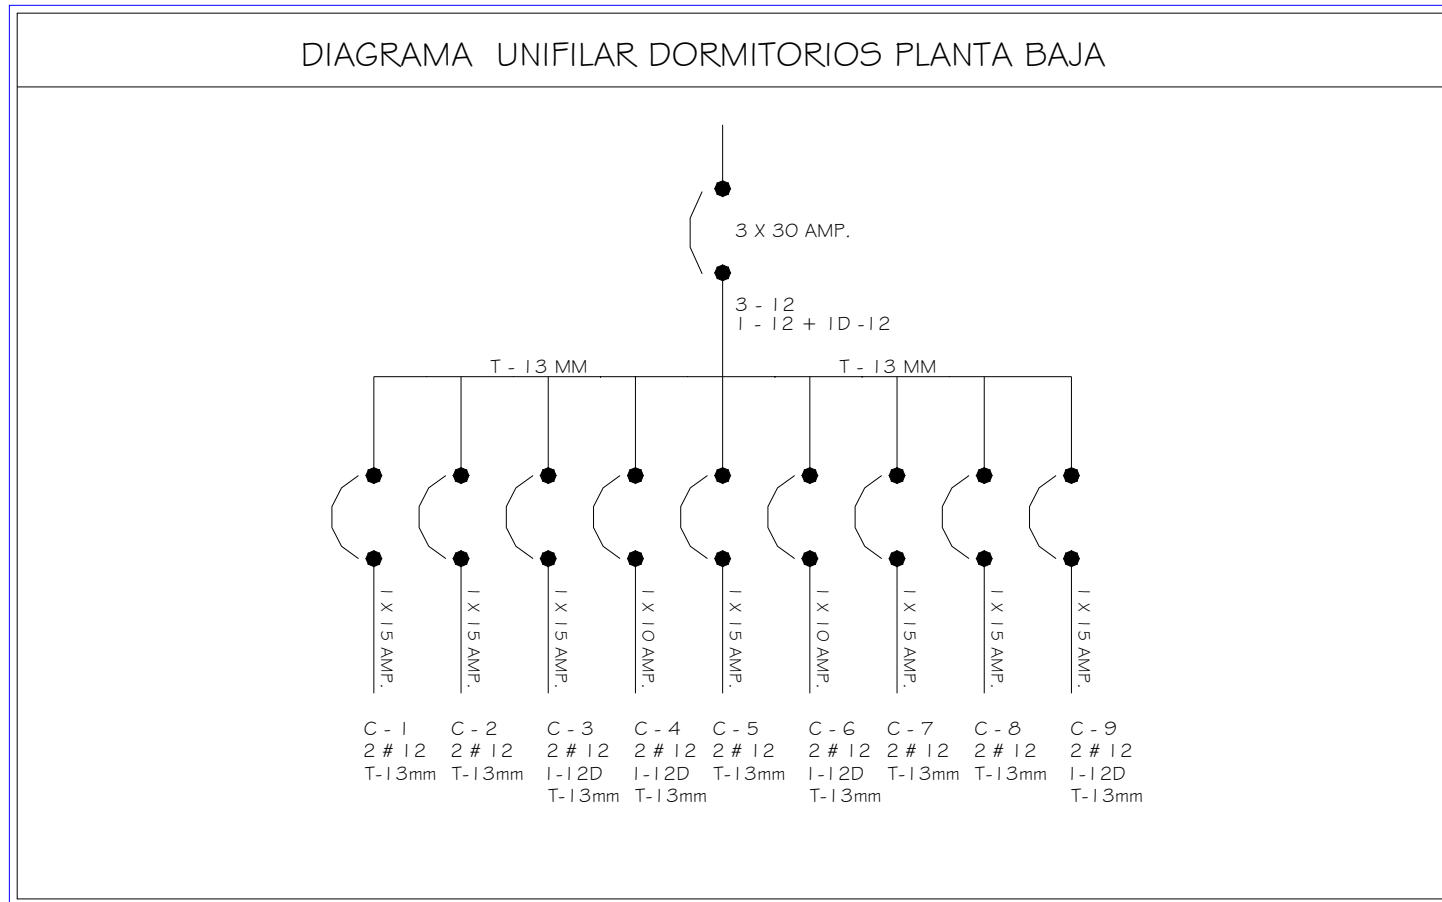 DIAGRAMA UNIFILAR DORMITORIOS PLANTA BAJA
3 X 30 AMP.
3 - 12
1 - 12 + 1D -12
T - 13 MM
T - 13 MM
1 X 15 AMP.
1 X 15 AMP.
1 X 15 AMP.
1 X 10 AMP.
1 X 15 AMP.
1 X 10 AMP.
1 X 15 AMP.
1 X 15 AMP.
1 X 15 AMP.
C - 1
2 # 12
T-13mm
C - 2
2 # 12
T-13mm
C - 3
2 # 12
1-12D
T-13mm
C - 4
2 # 12
1-12D
T-13mm
C - 5
2 # 12
T-13mm
C - 6
2 # 12
1-12D
T-13mm
C - 7
2 # 12
T-13mm
C - 8
2 # 12
T-13mm
C - 9
2 # 12
1-12D
T-13mm